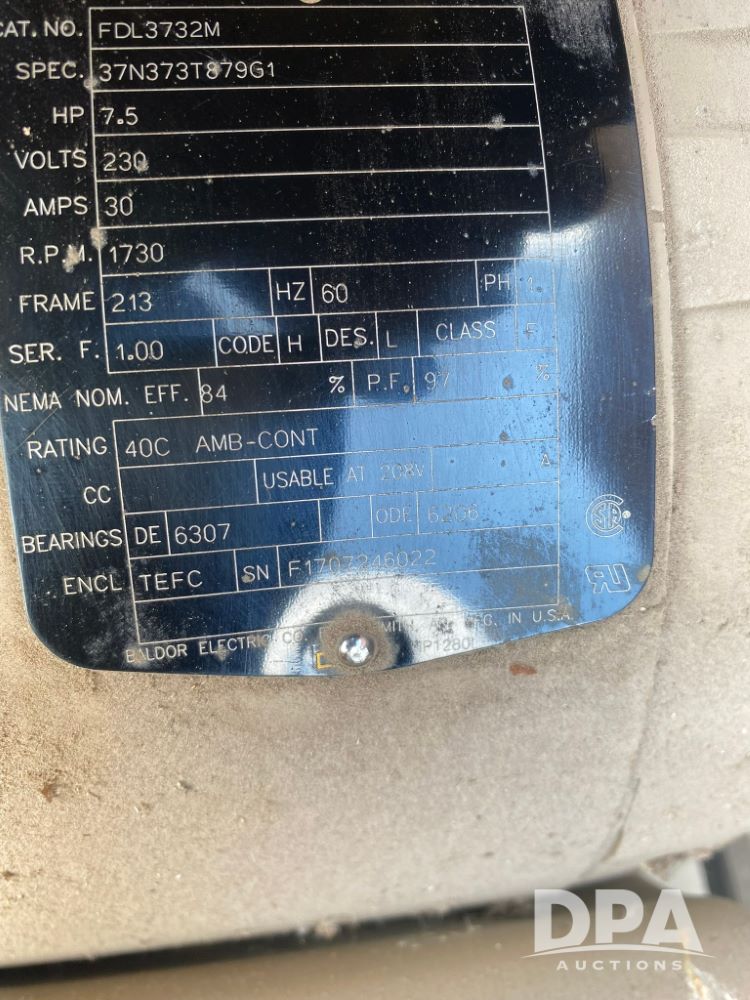 CAT. NO. FDL3732M
SPEC. 37N373T879G1
HP 7.5
VOLTS 230
AMPS 30
R.P.M. 1730
FRAME 213 HZ 60 PH 1
SER. F. 1.00 CODE H DES. L CLASS F
NEMA NOM. EFF. 84 % P.F. 97 %
RATING 40C AMB-CONT
CC USABLE AT 208V A
BEARINGS DE 6307 ODE 6206
ENCL TEFC SN F1707246022
BALDOR ELECTRIC CO. MFG. IN U.S.A.
DPA
AUCTIONS